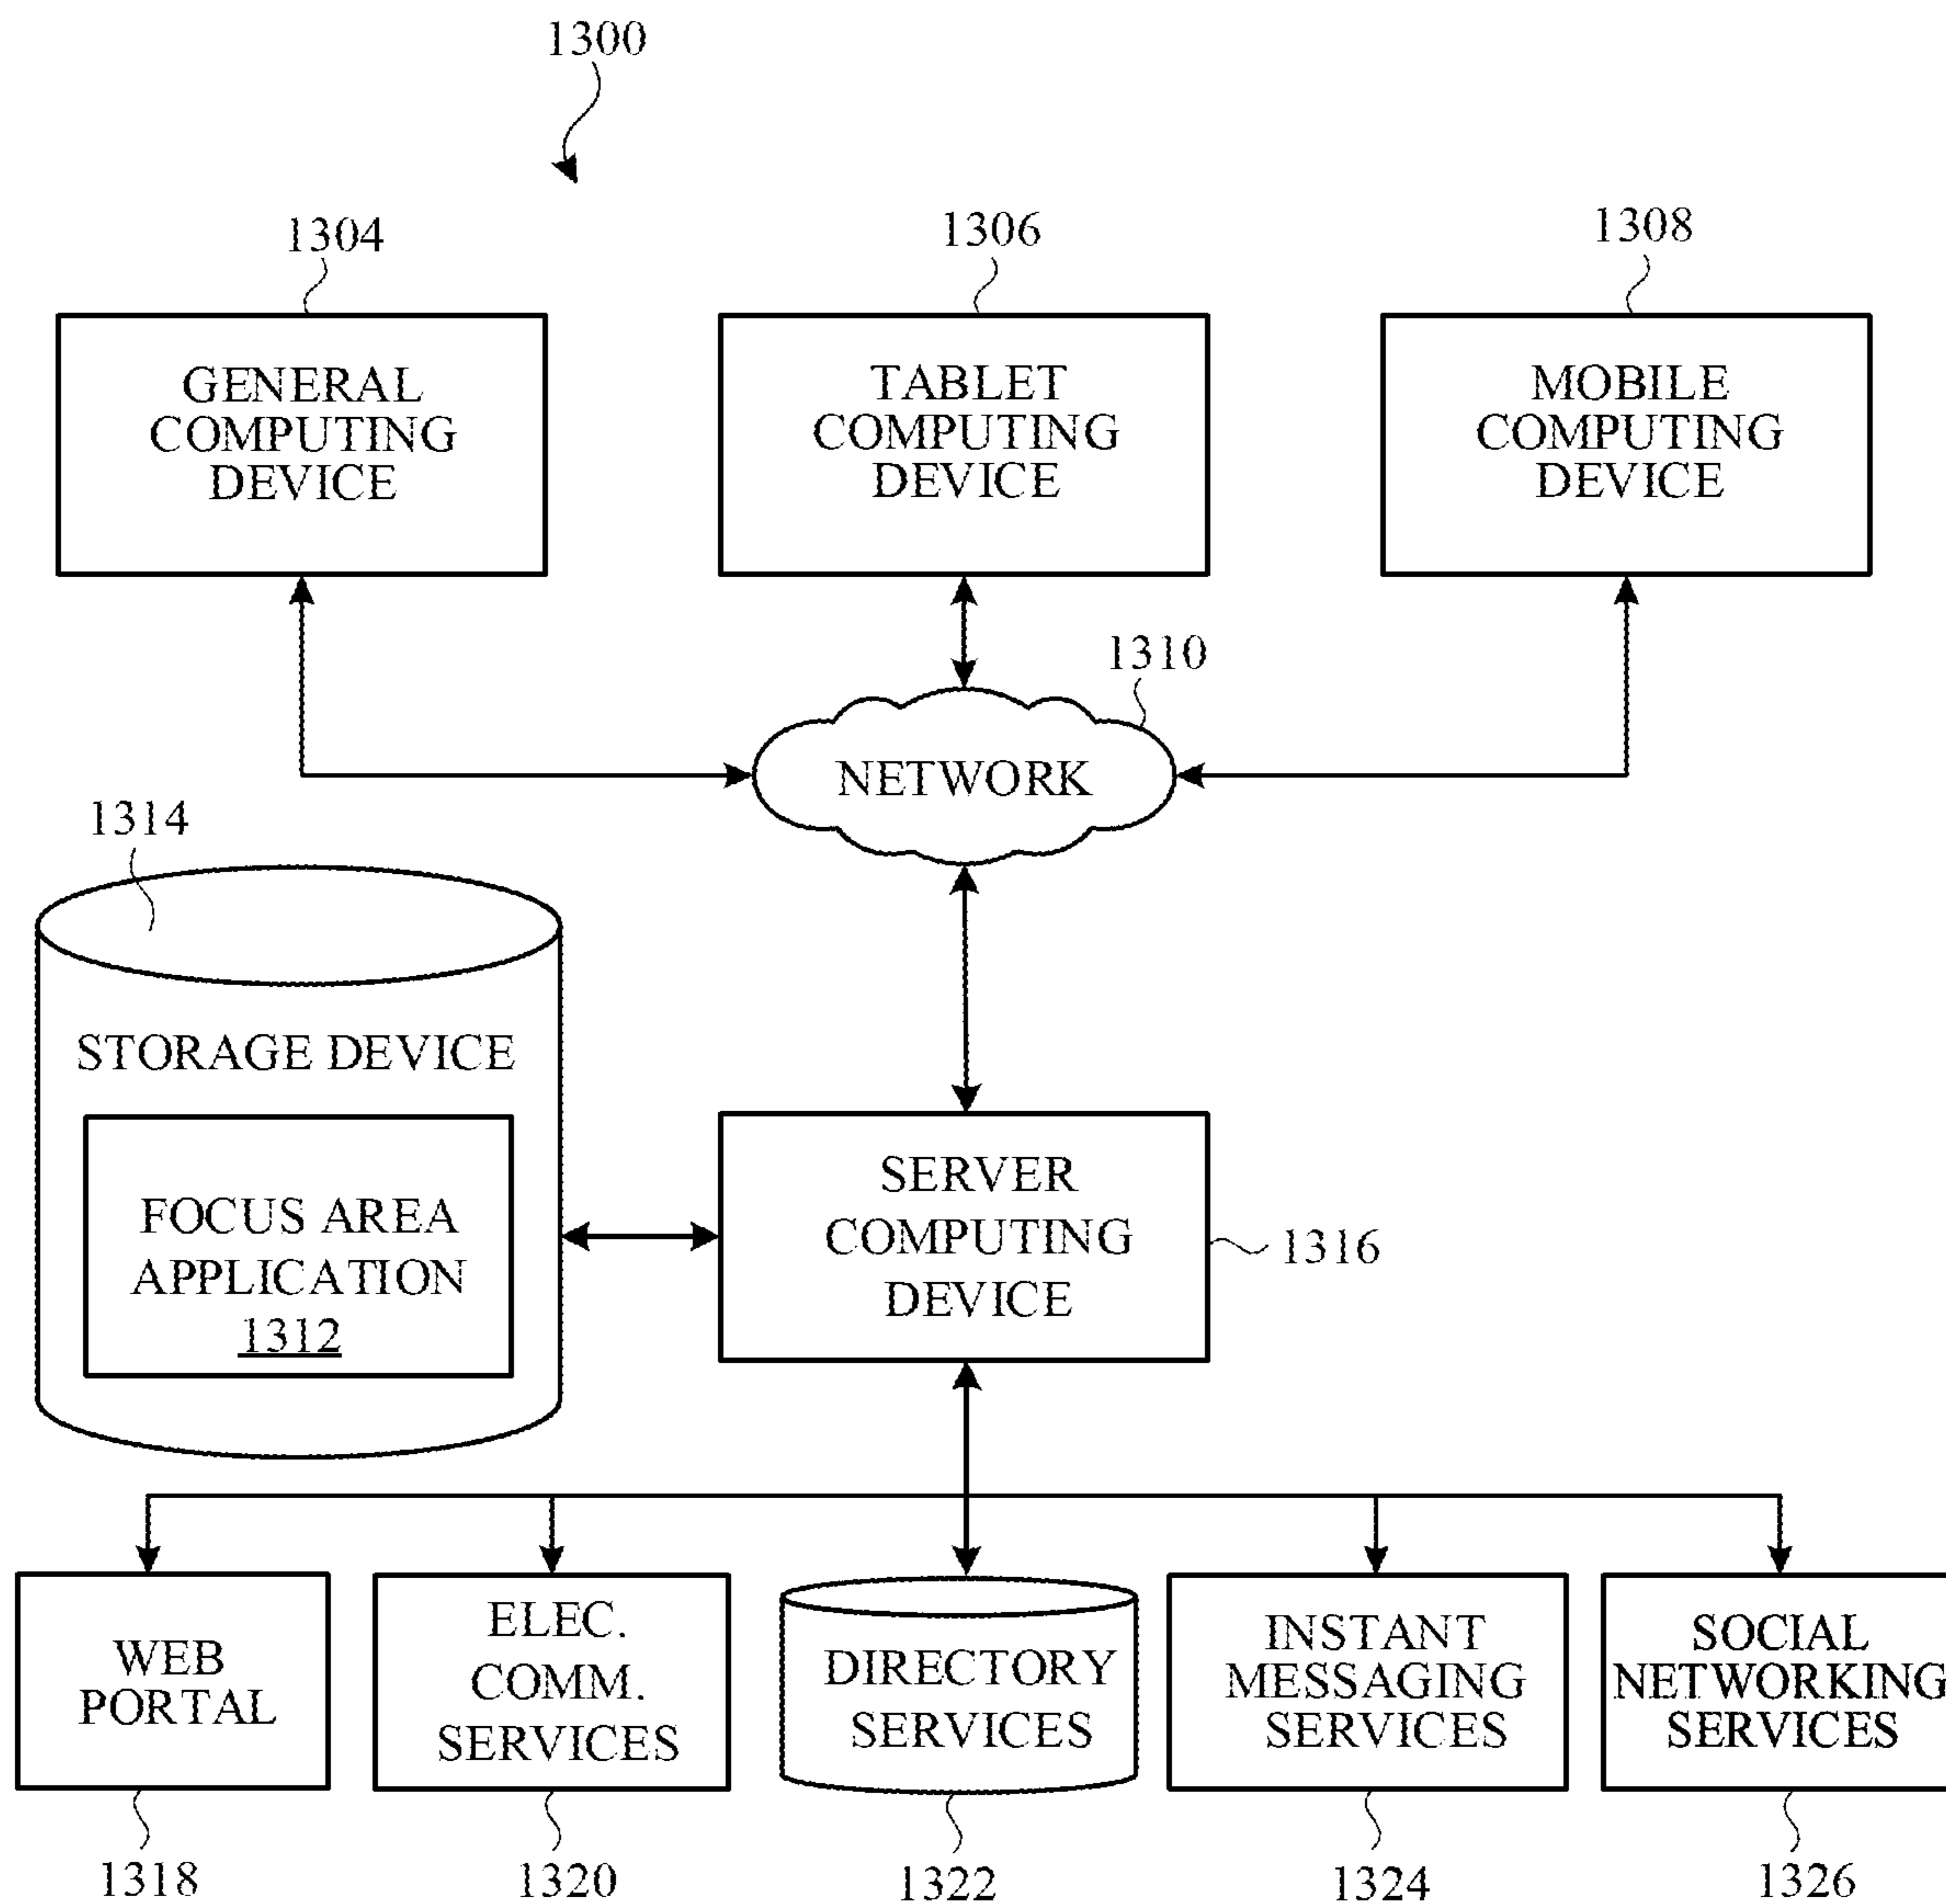 1300
1304
1306
1308
GENERAL
COMPUTING
DEVICE
TABLET
COMPUTING
DEVICE
MOBILE
COMPUTING
DEVICE
1310
NETWORK
1314
STORAGE DEVICE
FOCUS AREA
APPLICATION
1312
SERVER
COMPUTING
DEVICE
1316
WEB
PORTAL
ELEC.
COMM.
SERVICES
DIRECTORY
SERVICES
INSTANT
MESSAGING
SERVICES
SOCIAL
NETWORKING
SERVICES
1318
1320
1322
1324
1326